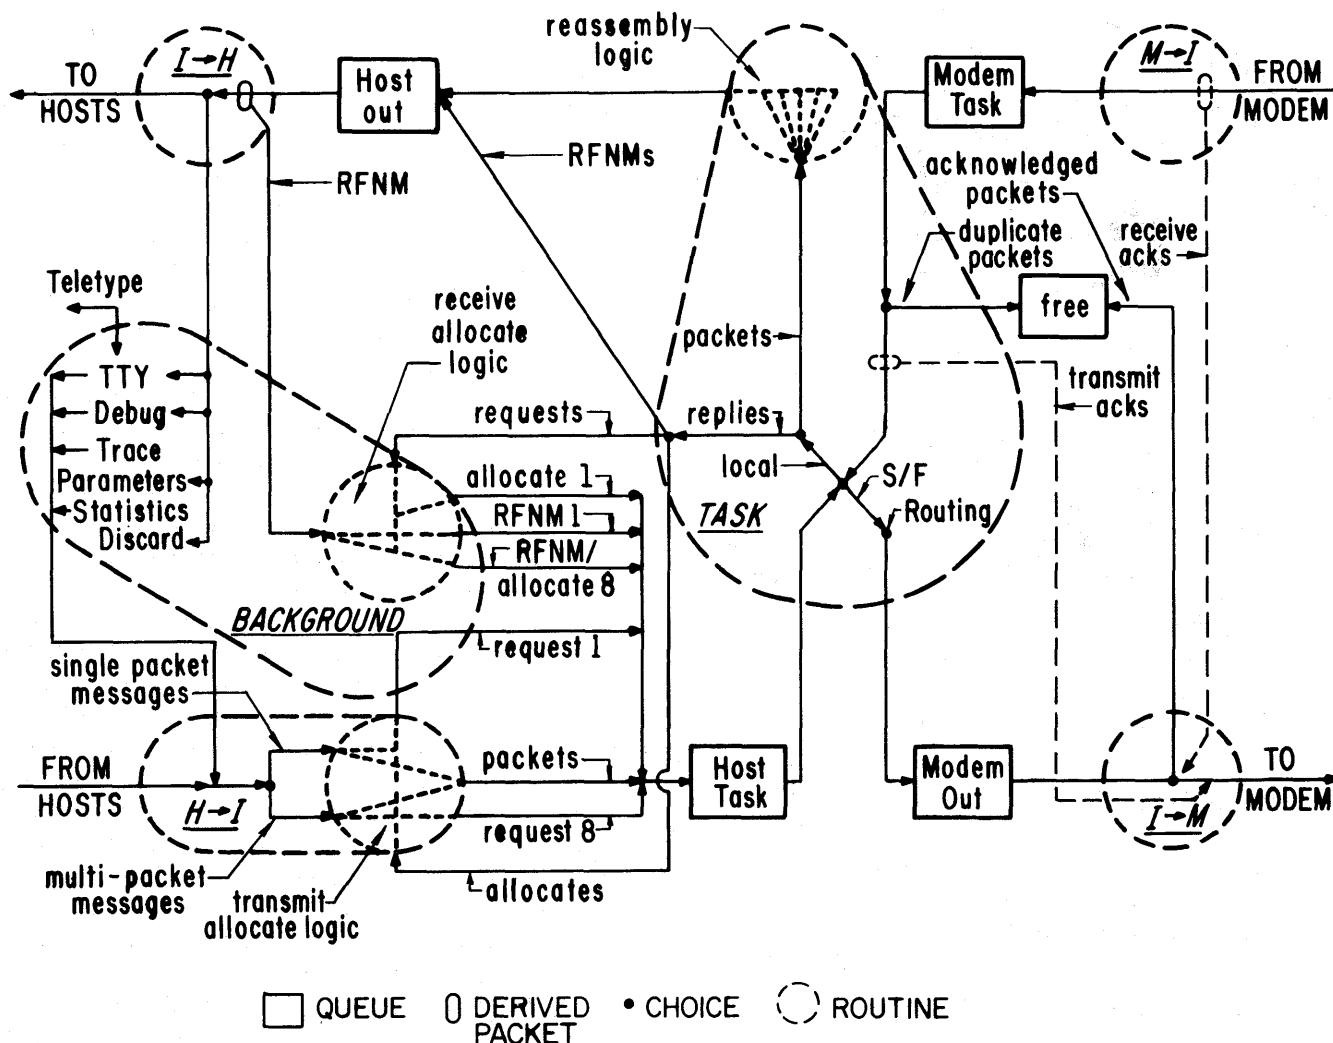 TO
HOSTS
I→H
Host
out
reassembly
logic
Modem
Task
M→I
FROM
MODEM
RFNM
RFNMs
acknowledged
packets
duplicate
packets
receive
acks
free
Teletype
receive
allocate
logic
packets
transmit
acks
TTY
Debug
Trace
Parameters
Statistics
Discard
requests
replies
local
S/F
Routing
TASK
allocate 1
RFNM 1
RFNM/
allocate 8
BACKGROUND
request 1
single packet
messages
FROM
HOSTS
H→I
packets
request 8
Host
Task
Modem
Out
I→M
TO
MODEM
multi-packet
messages
transmit
allocate logic
allocates
QUEUE
DERIVED
PACKET
CHOICE
ROUTINE